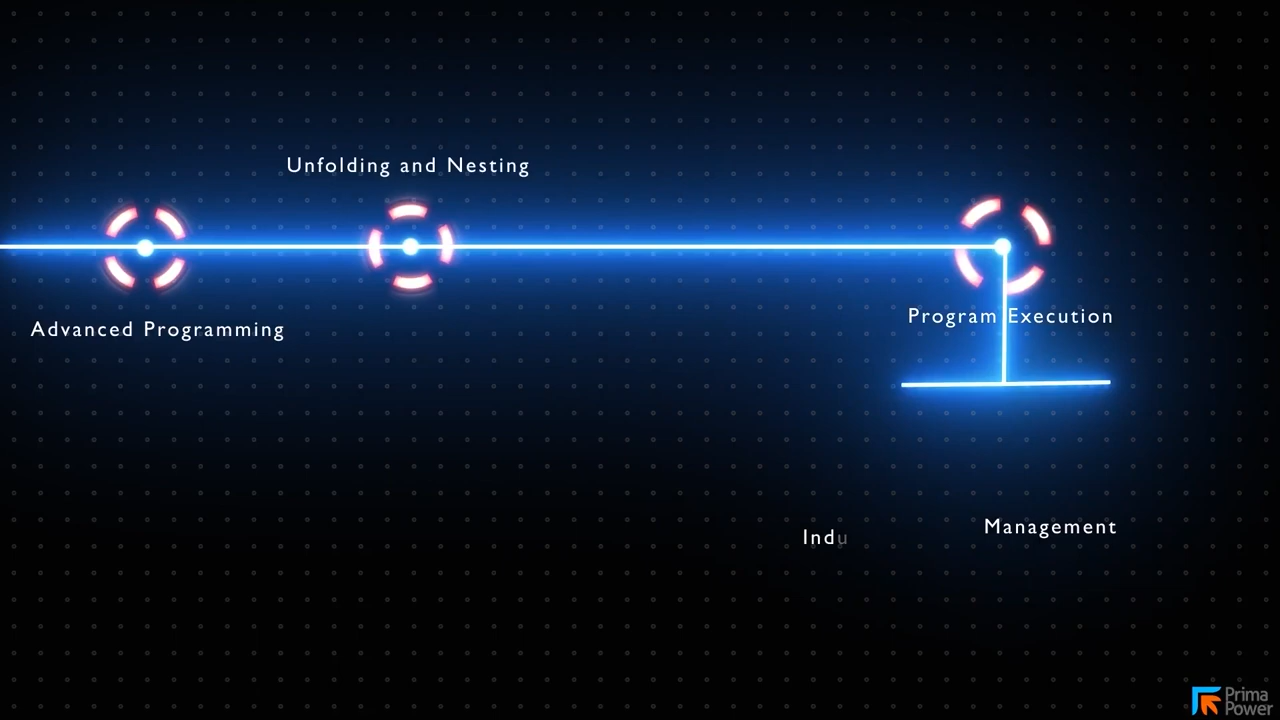 Unfolding and Nesting
Advanced Programming
Program Execution
Management
Indu
Prima
Power